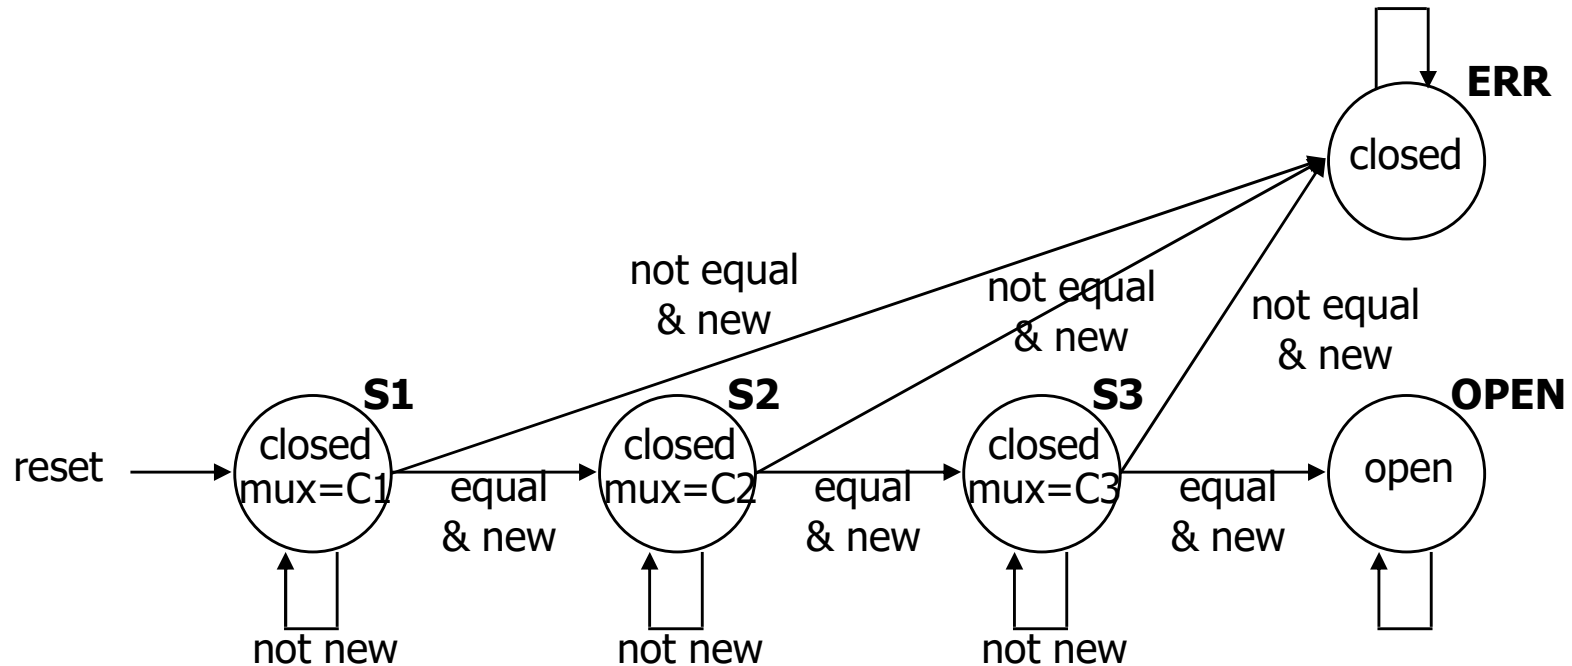 ERR
closed
not equal
& new
not equal
& new
not equal
& new
S1
S2
S3
OPEN
reset
closed
mux=C1
equal
& new
closed
mux=C2
equal
& new
closed
mux=C3
equal
& new
open
not new
not new
not new